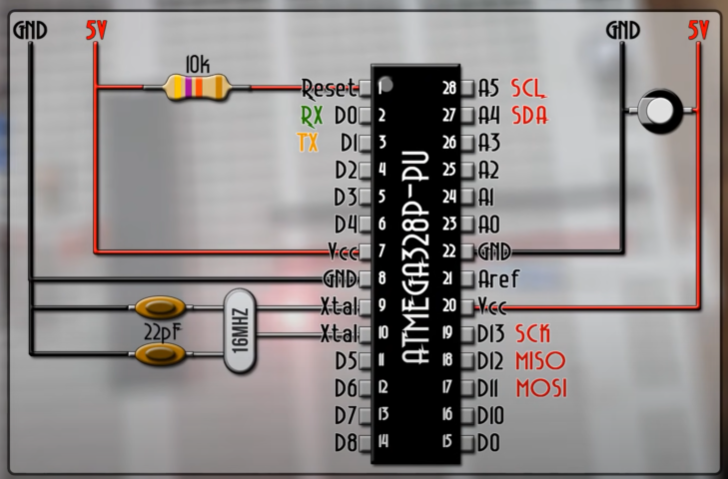 GND 5V GND 5V
10k
Reset 1 28 A5 SCL
RX D0 2 27 A4 SDA
TX D1 3 26 A3
D2 4 25 A2
D3 5 24 A1
D4 6 23 A0
Vcc 7 22 GND
GND 8 21 Aref
Xtal 9 20 Vcc
22pF
16MHZ
Xtal 10 19 D13 SCK
D5 11 18 D12 MISO
D6 12 17 D11 MOSI
D7 13 16 D10
D8 14 15 D0
ATMEGA328P-PU